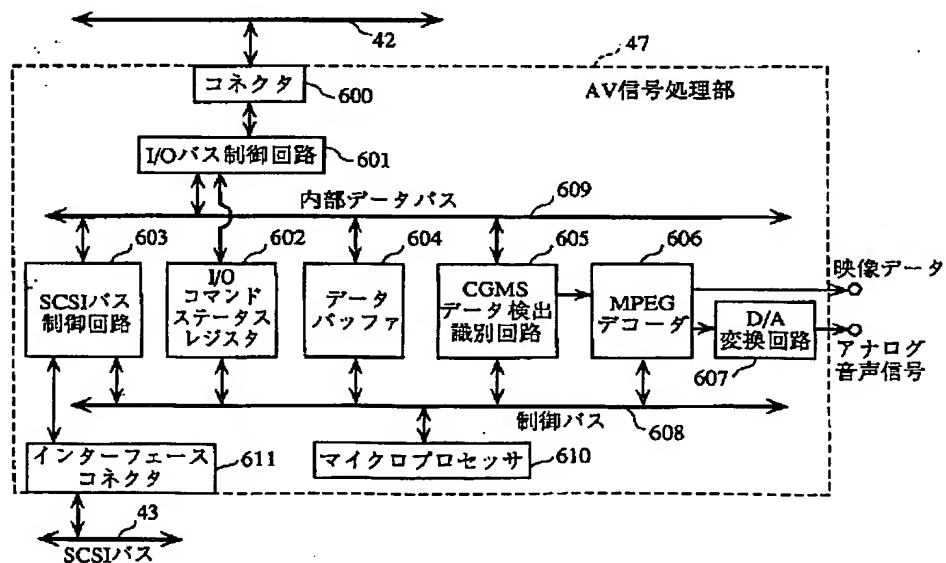 42
47
コネクタ
600
AV信号処理部
I/Oバス制御回路
601
内部データバス
609
603
602
604
605
606
SCSIバス
制御回路
I/O
コマンド
ステータス
レジスタ
データ
バッファ
CGMS
データ検出
識別回路
MPEG
デコーダ
映像データ
D/A
変換回路
607
アナログ
音声信号
制御バス
608
インターフェース
コネクタ
611
マイクロプロセッサ
610
43
SCSIバス